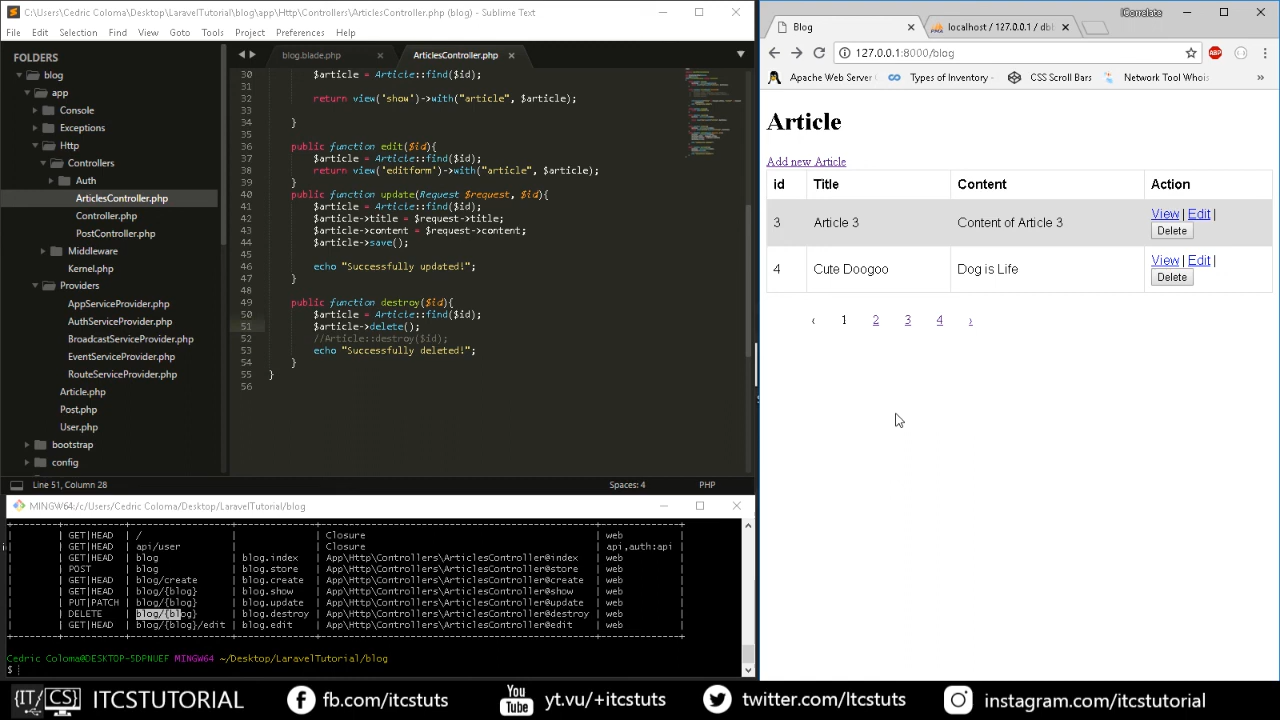 C:\Users\Cedric Coloma\Desktop\LaravelTutorial\blog\app\Http\Controllers\ArticlesController.php (blog) - Sublime Text
File Edit Selection Find View Goto Tools Project Preferences Help
FOLDERS
blog
app
Console
Exceptions
Http
Controllers
Auth
ArticlesController.php
Controller.php
PostController.php
Middleware
Kernel.php
Providers
AppServiceProvider.php
AuthServiceProvider.php
BroadcastServiceProvider.php
EventServiceProvider.php
RouteServiceProvider.php
Article.php
Post.php
User.php
bootstrap
config
blog.blade.php
ArticlesController.php
30 $article = Article::find($id);
31
32 return view('show')->with("article", $article);
33
34 }
35
36 public function edit($id){
37 $article = Article::find($id);
38 return view('editform')->with("article", $article);
39 }
40 public function update(Request $request, $id){
41 $article = Article::find($id);
42 $article->title = $request->title;
43 $article->content = $request->content;
44 $article->save();
45
46 echo "Successfully updated!";
47 }
48
49 public function destroy($id){
50 $article = Article::find($id);
51 $article->delete();
52 //Article::destroy($id);
53 echo "Successfully deleted!";
54 }
55 }
56
Line 51, Column 28 Spaces: 4 PHP
MINGW64:/c/Users/Cedric Coloma/Desktop/LaravelTutorial/blog
| | GET|HEAD | / | | Closure | web |
| | GET|HEAD | api/user | | Closure | api,auth:api |
| | GET|HEAD | blog | blog.index | App\Http\Controllers\ArticlesController@index | web |
| | POST | blog | blog.store | App\Http\Controllers\ArticlesController@store | web |
| | GET|HEAD | blog/create | blog.create | App\Http\Controllers\ArticlesController@create | web |
| | GET|HEAD | blog/{blog} | blog.show | App\Http\Controllers\ArticlesController@show | web |
| | PUT|PATCH | blog/{blog} | blog.update | App\Http\Controllers\ArticlesController@update | web |
| | DELETE | blog/{blog} | blog.destroy | App\Http\Controllers\ArticlesController@destroy | web |
| | GET|HEAD | blog/{blog}/edit | blog.edit | App\Http\Controllers\ArticlesController@edit | web |
Cedric Coloma@DESKTOP-5DPNUEF MINGW64 ~/Desktop/LaravelTutorial/blog
$
Blog
localhost / 127.0.0.1 / dbb
127.0.0.1:8000/blog
ABP
Apache Web Server
Types of Inventory
CSS Scroll Bars
Network Tool Which
Article
Add new Article
id Title Content Action
3 Article 3 Content of Article 3 View | Edit |
Delete
4 Cute Doogoo Dog is Life View | Edit |
Delete
‹ 1 2 3 4 ›
{IT/ CS} ITCSTUTORIAL fb.com/itcstuts You Tube yt.vu/+itcstuts twitter.com/Itcstuts instagram.com/itcstutorial